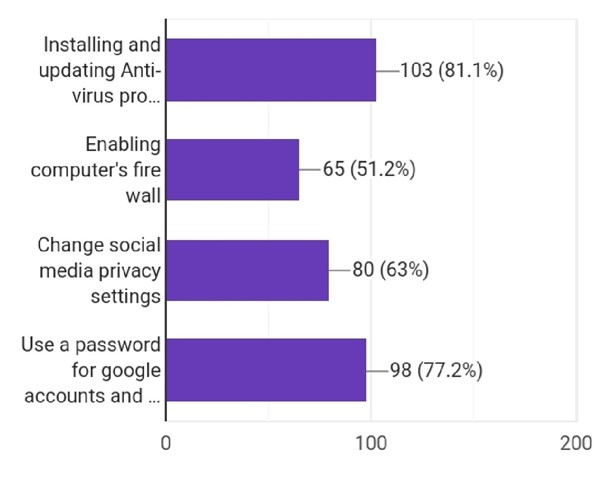 Installing and
updating Anti-
virus pro...
103 (81.1%)
Enabling
computer's fire
wall
65 (51.2%)
Change social
media privacy
settings
80 (63%)
Use a password
for google
accounts and ...
98 (77.2%)
0 100 200